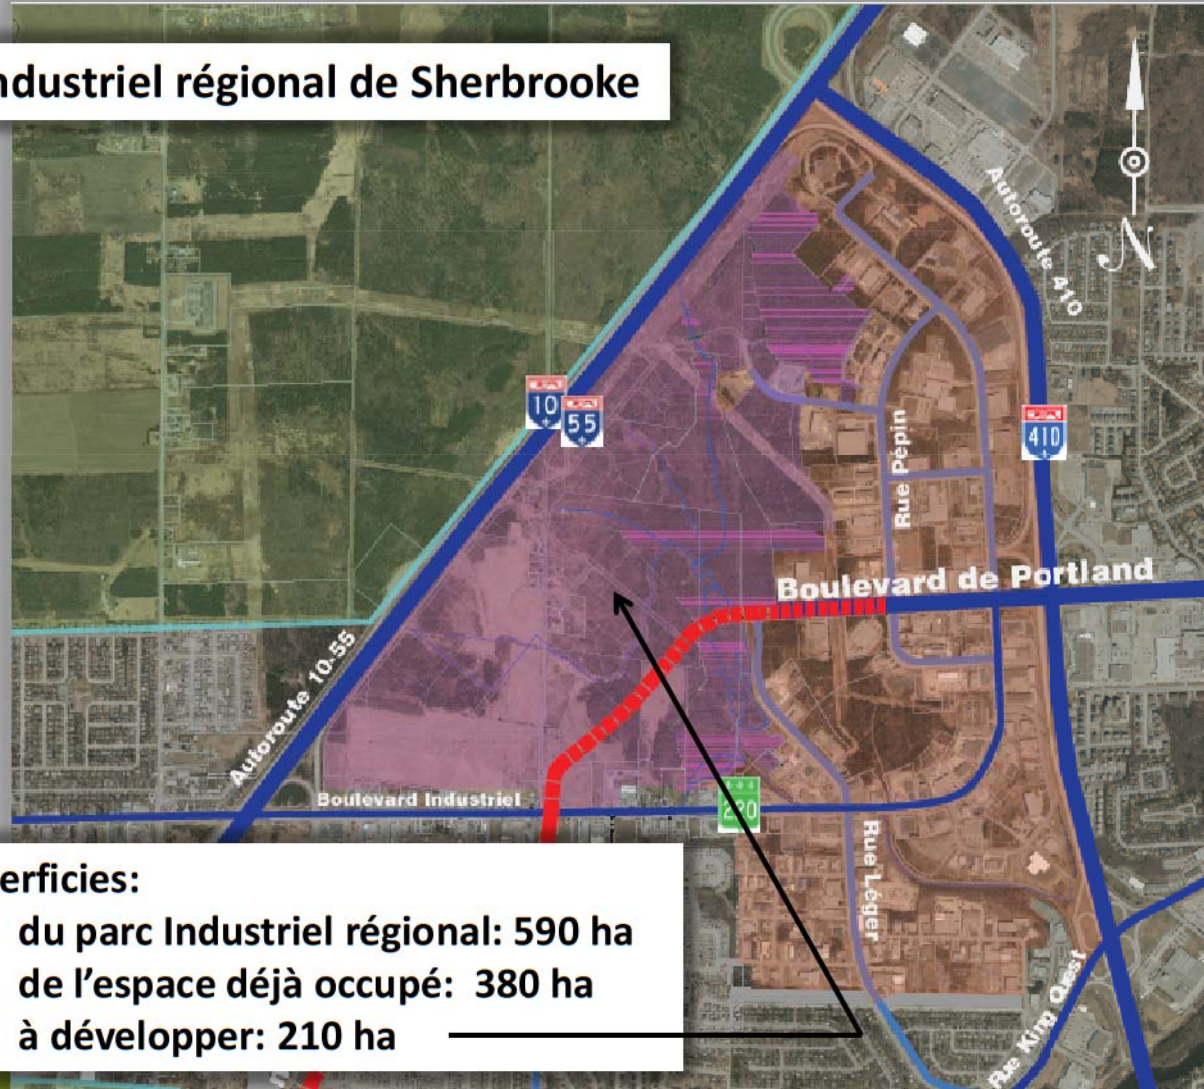 ndustriel régional de Sherbrooke
N
Autoroute 410
10
55
410
Rue Pépin
Boulevard de Portland
Autoroute 10-55
Boulevard Industriel
220
Rue Léger
erficies:
du parc Industriel régional: 590 ha
de l'espace déjà occupé: 380 ha
à développer: 210 ha
Rue King Ouest